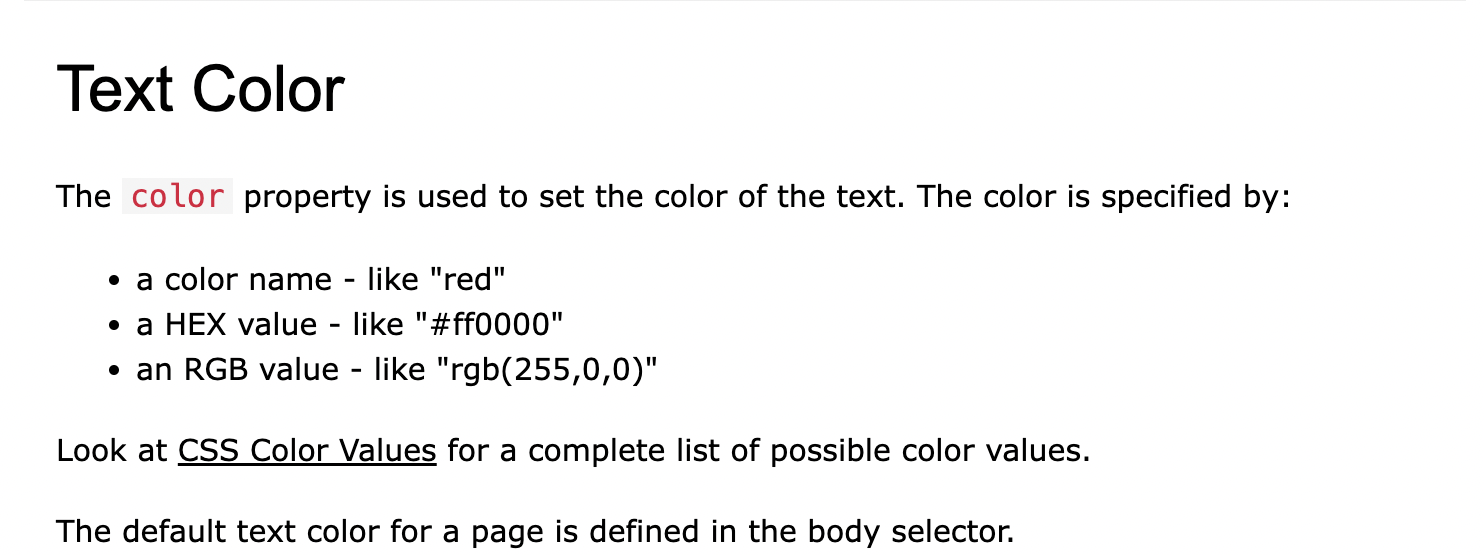 Text Color
The color property is used to set the color of the text. The color is specified by:
• a color name - like "red"
• a HEX value - like "#ff0000"
• an RGB value - like "rgb(255,0,0)"
Look at CSS Color Values for a complete list of possible color values.
The default text color for a page is defined in the body selector.